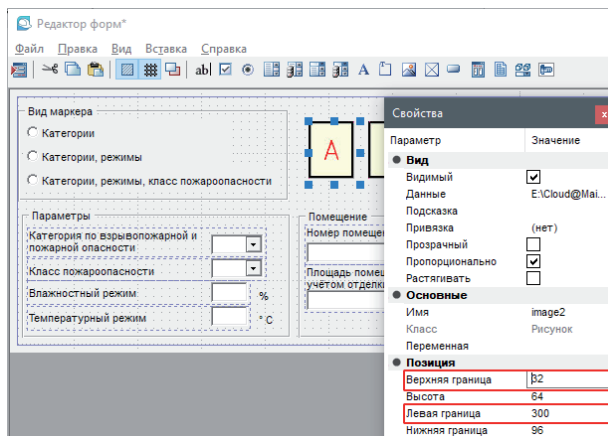 Редактор форм*
Файл Правка Вид Вставка Справка
ab A
Вид маркера
Категории
Категории, режимы
Категории, режимы, класс пожароопасности
A
Параметры
Категория по взрывопожарной и
пожарной опасности
Класс пожароопасности
Влажностный режим %
Температурный режим ° C
Помещение
Номер помещен
Площадь помещ
учётом отделки
Свойства x
Параметр Значение
Вид
Видимый
Данные E:\Cloud@Mai...
Подсказка
Привязка (нет)
Прозрачный
Пропорционально
Растягивать
Основные
Имя image2
Класс Рисунок
Переменная
Позиция
Верхняя граница 32
Высота 64
Левая граница 300
Нижняя граница 96